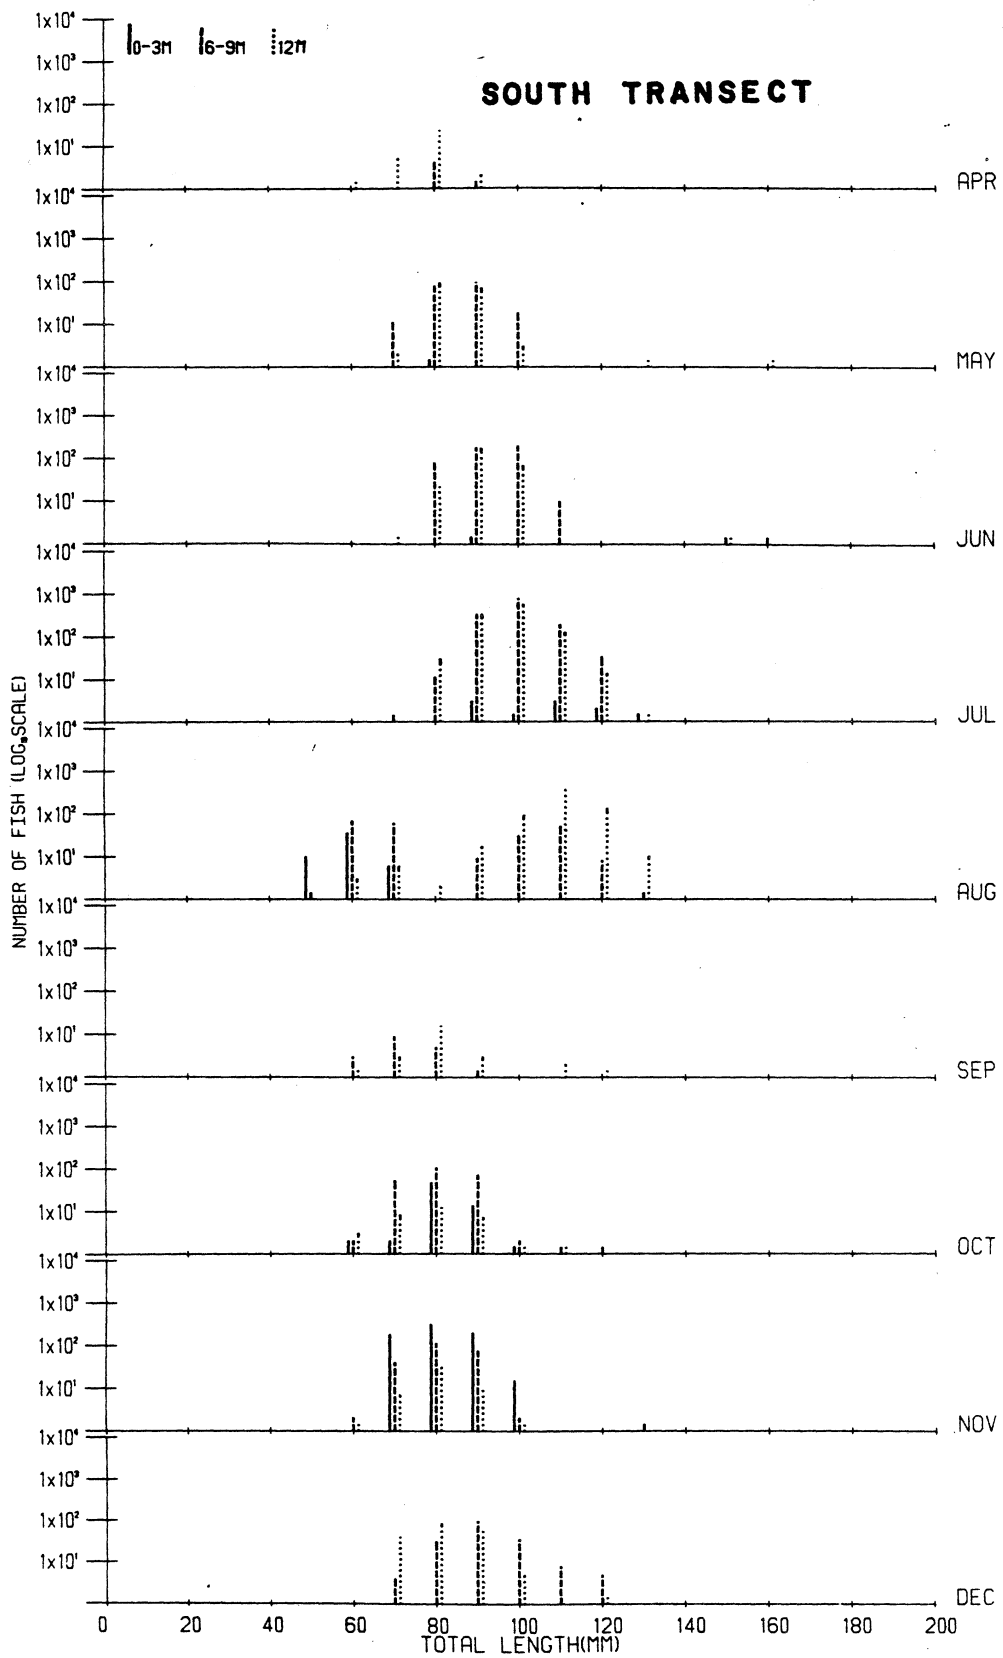 1x10⁴
0-3M 6-9M 12M
1x10³
SOUTH TRANSECT
1x10²
1x10¹
APR
1x10⁴
1x10³
1x10²
1x10¹
MAY
1x10⁴
1x10³
1x10²
1x10¹
JUN
1x10⁴
1x10³
1x10²
1x10¹
JUL
1x10⁴
1x10³
1x10²
1x10¹
AUG
1x10⁴
1x10³
1x10²
1x10¹
SEP
1x10⁴
1x10³
1x10²
1x10¹
OCT
1x10⁴
1x10³
1x10²
1x10¹
NOV
1x10⁴
1x10³
1x10²
1x10¹
DEC
NUMBER OF FISH (LOG SCALE)
0 20 40 60 80 100 120 140 160 180 200
TOTAL LENGTH(MM)